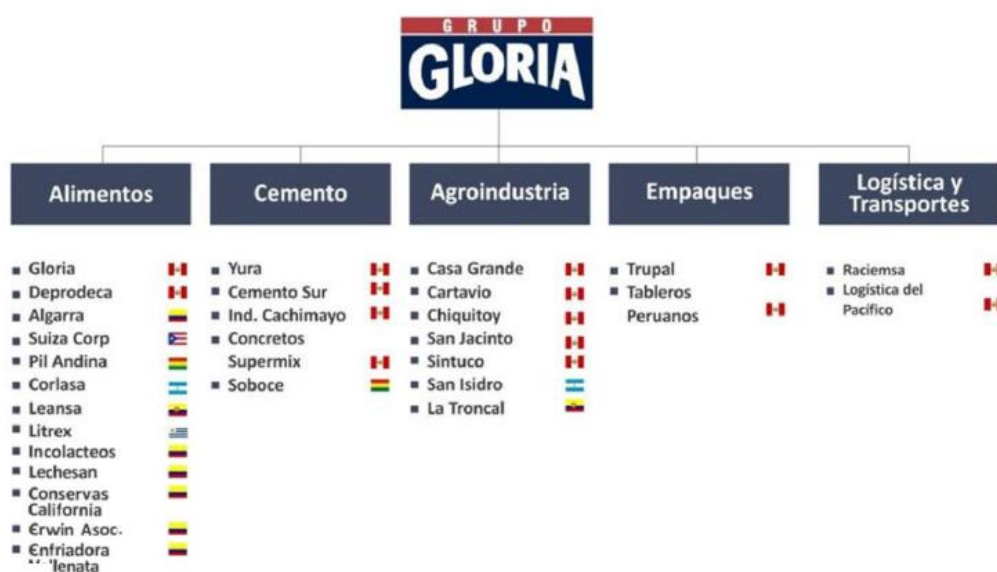 GRUPO
GLORIA
Alimentos
Cemento
Agroindustria
Empaques
Logística y
Transportes
Gloria
Deprodeca
Algarra
Suiza Corp
Pil Andina
Corlasa
Leansa
Litrex
Incolacteos
Lechesan
Conservas
California
Erwin Asoc.
Enfriadora
Yura
Cemento Sur
Ind. Cachimayo
Concretos
Supermix
Soboce
Casa Grande
Cartavio
Chiquitoy
San Jacinto
Sintuco
San Isidro
La Troncal
Trupal
Tableros
Peruanos
Raciemsa
Logística del
Pacífico